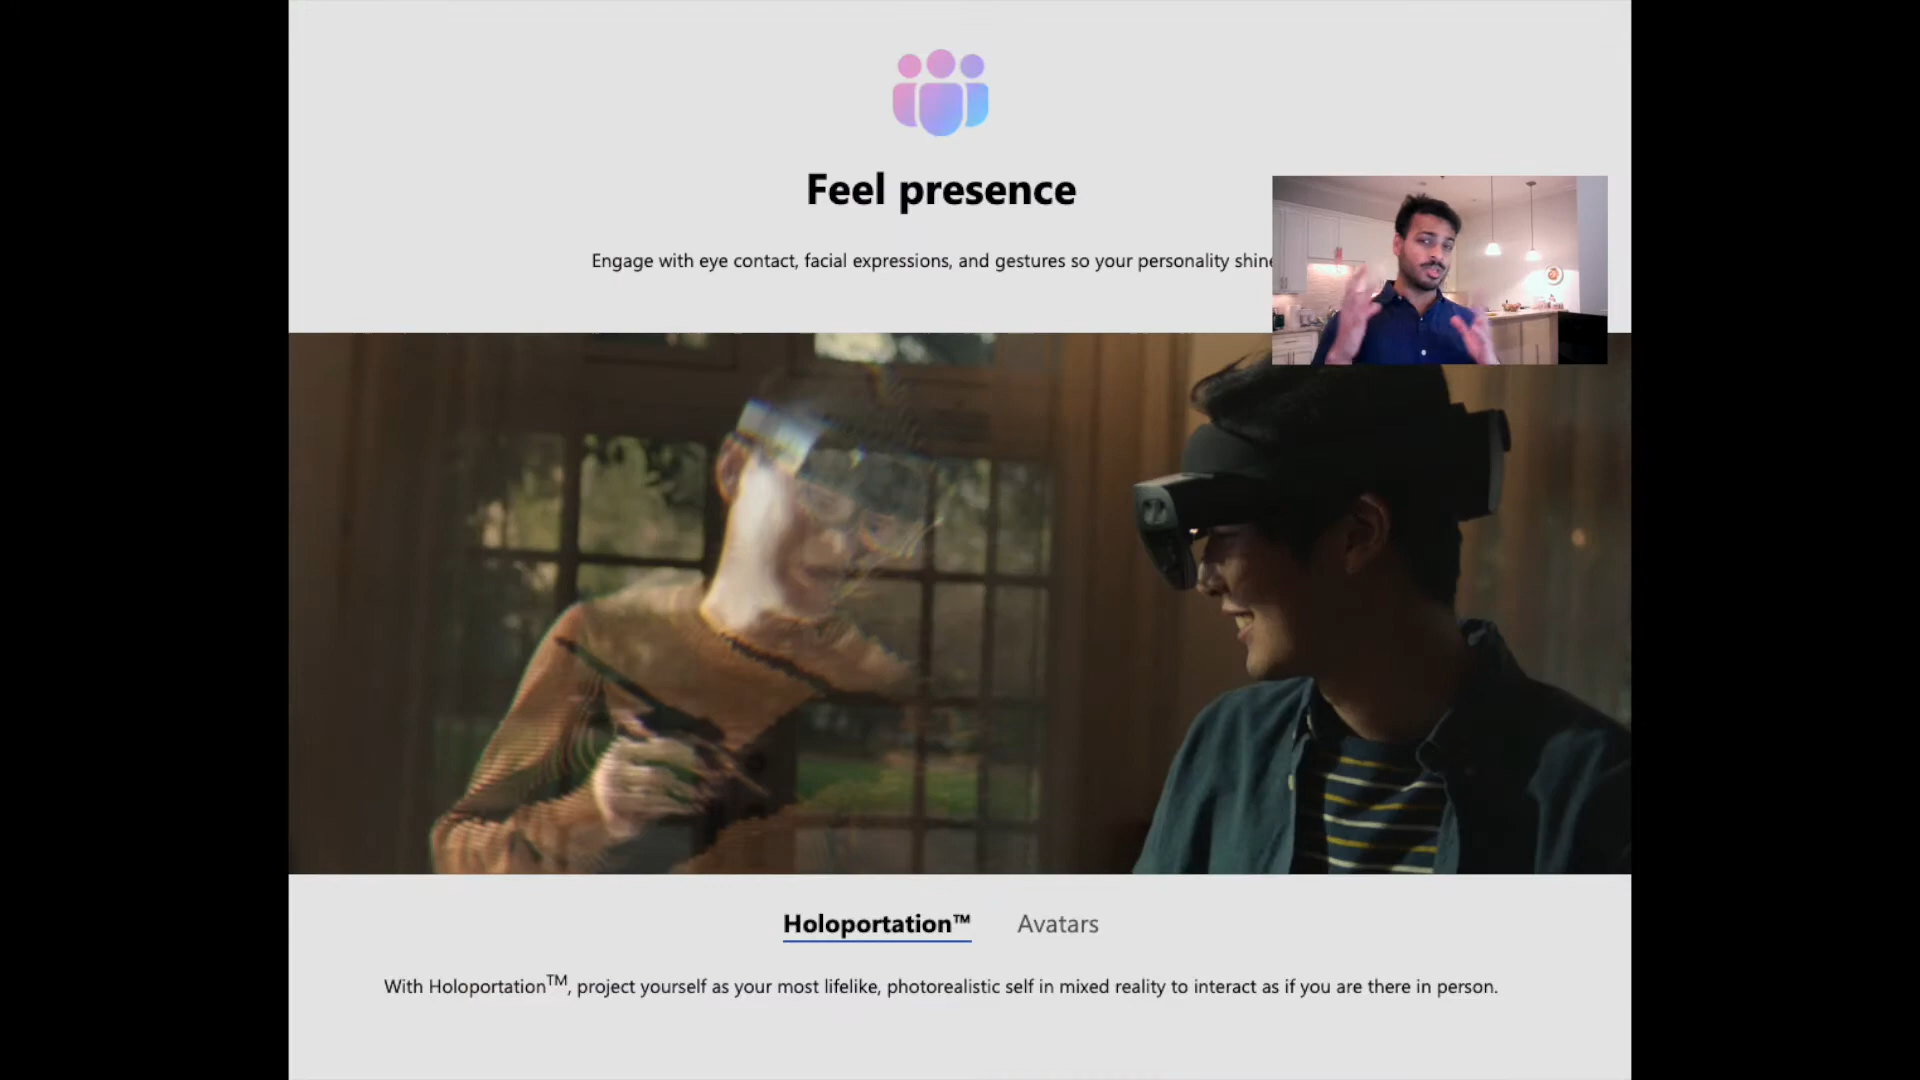 Feel presence
Engage with eye contact, facial expressions, and gestures so your personality shine
Holoportation™ Avatars
With Holoportation™, project yourself as your most lifelike, photorealistic self in mixed reality to interact as if you are there in person.